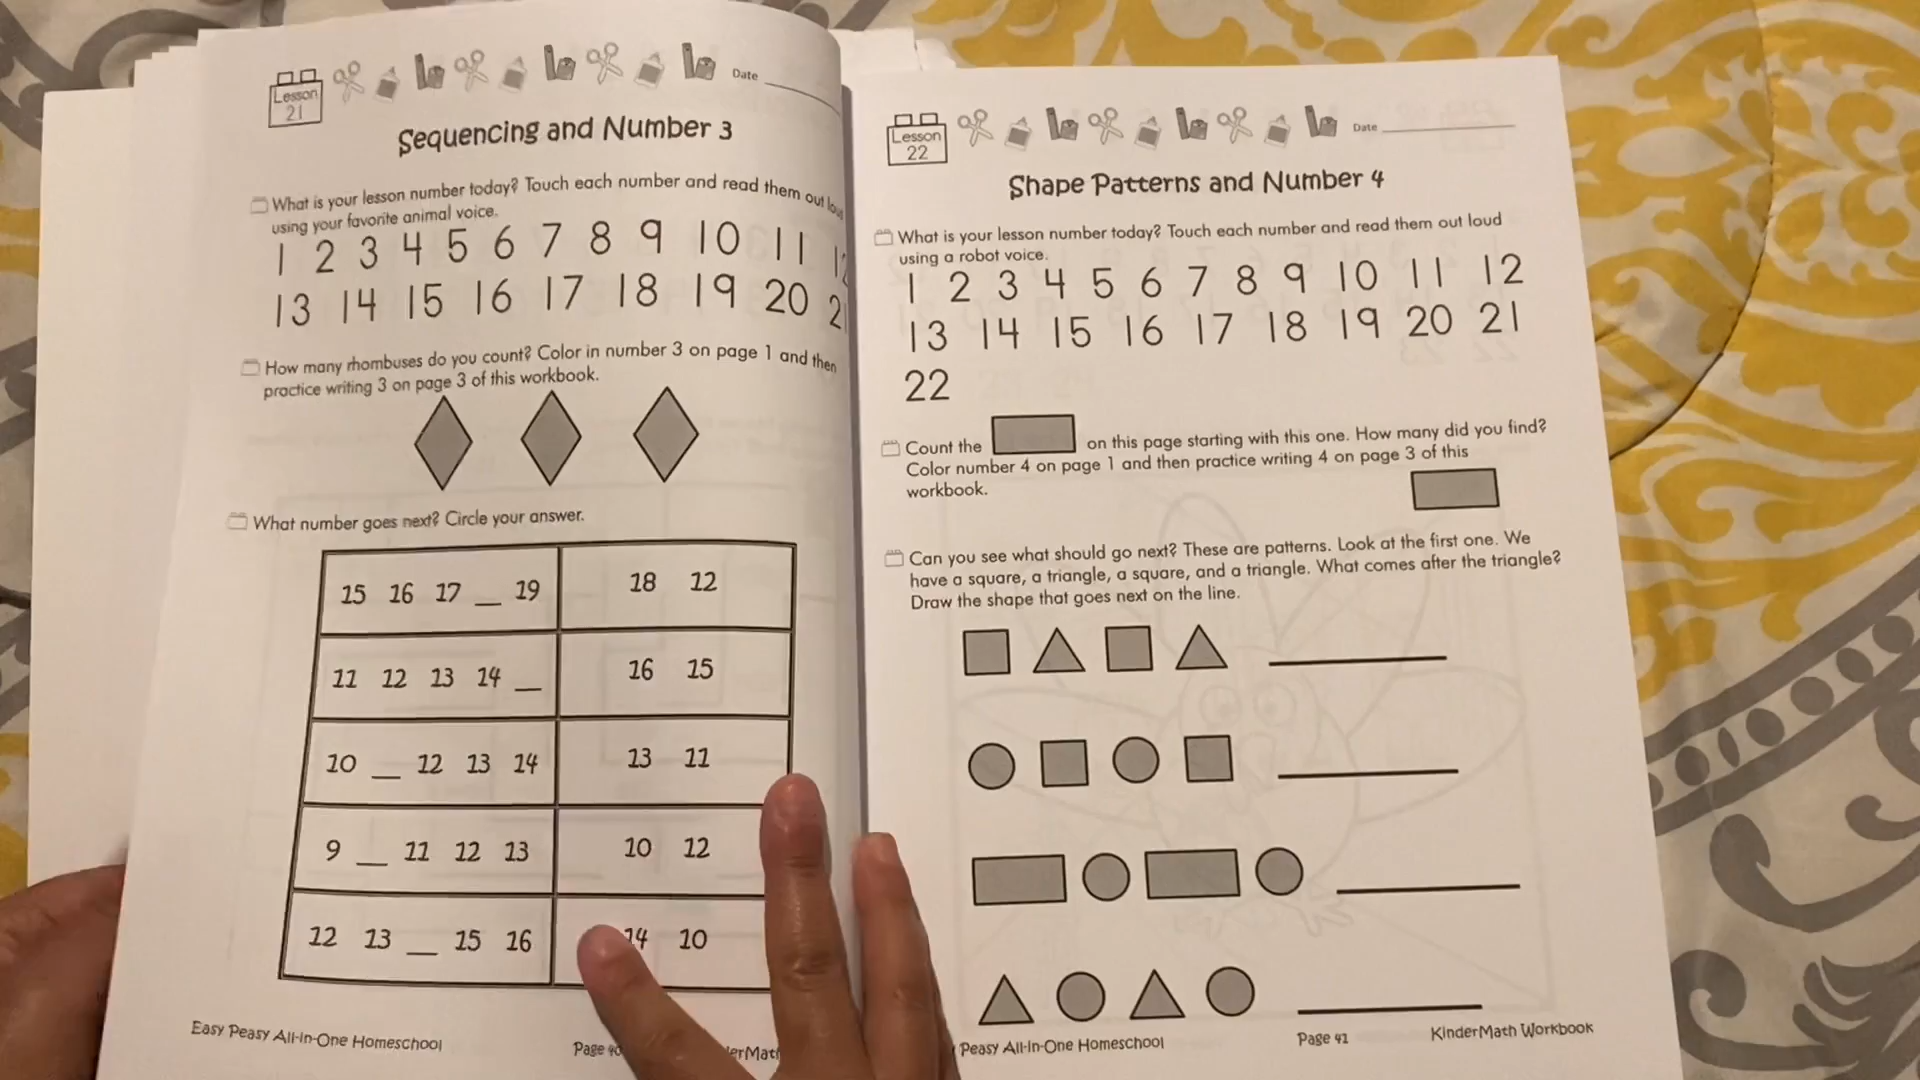 Lesson
21
Date
Sequencing and Number 3
What is your lesson number today? Touch each number and read them out
using your favorite animal voice.
1 2 3 4 5 6 7 8 9 10 11
13 14 15 16 17 18 19 20
How many rhombuses do you count? Color in number 3 on page 1 and then
practice writing 3 on page 3 of this workbook.
What number goes next? Circle your answer.
15 16 17 __ 19 18 12
11 12 13 14 __ 16 15
10 __ 12 13 14 13 11
9 __ 11 12 13 10 12
12 13 __ 15 16 14 10
Easy Peasy All-in-One Homeschool
Page
Lesson
22
Date
Shape Patterns and Number 4
What is your lesson number today? Touch each number and read them out loud
using a robot voice.
1 2 3 4 5 6 7 8 9 10 11 12
13 14 15 16 17 18 19 20 21
22
Count the on this page starting with this one. How many did you find?
Color number 4 on page 1 and then practice writing 4 on page 3 of this
workbook.
Can you see what should go next? These are patterns. Look at the first one. We
have a square, a triangle, a square, and a triangle. What comes after the triangle?
Draw the shape that goes next on the line.
Peasy All-in-One Homeschool
Page 41
KinderMath Workbook